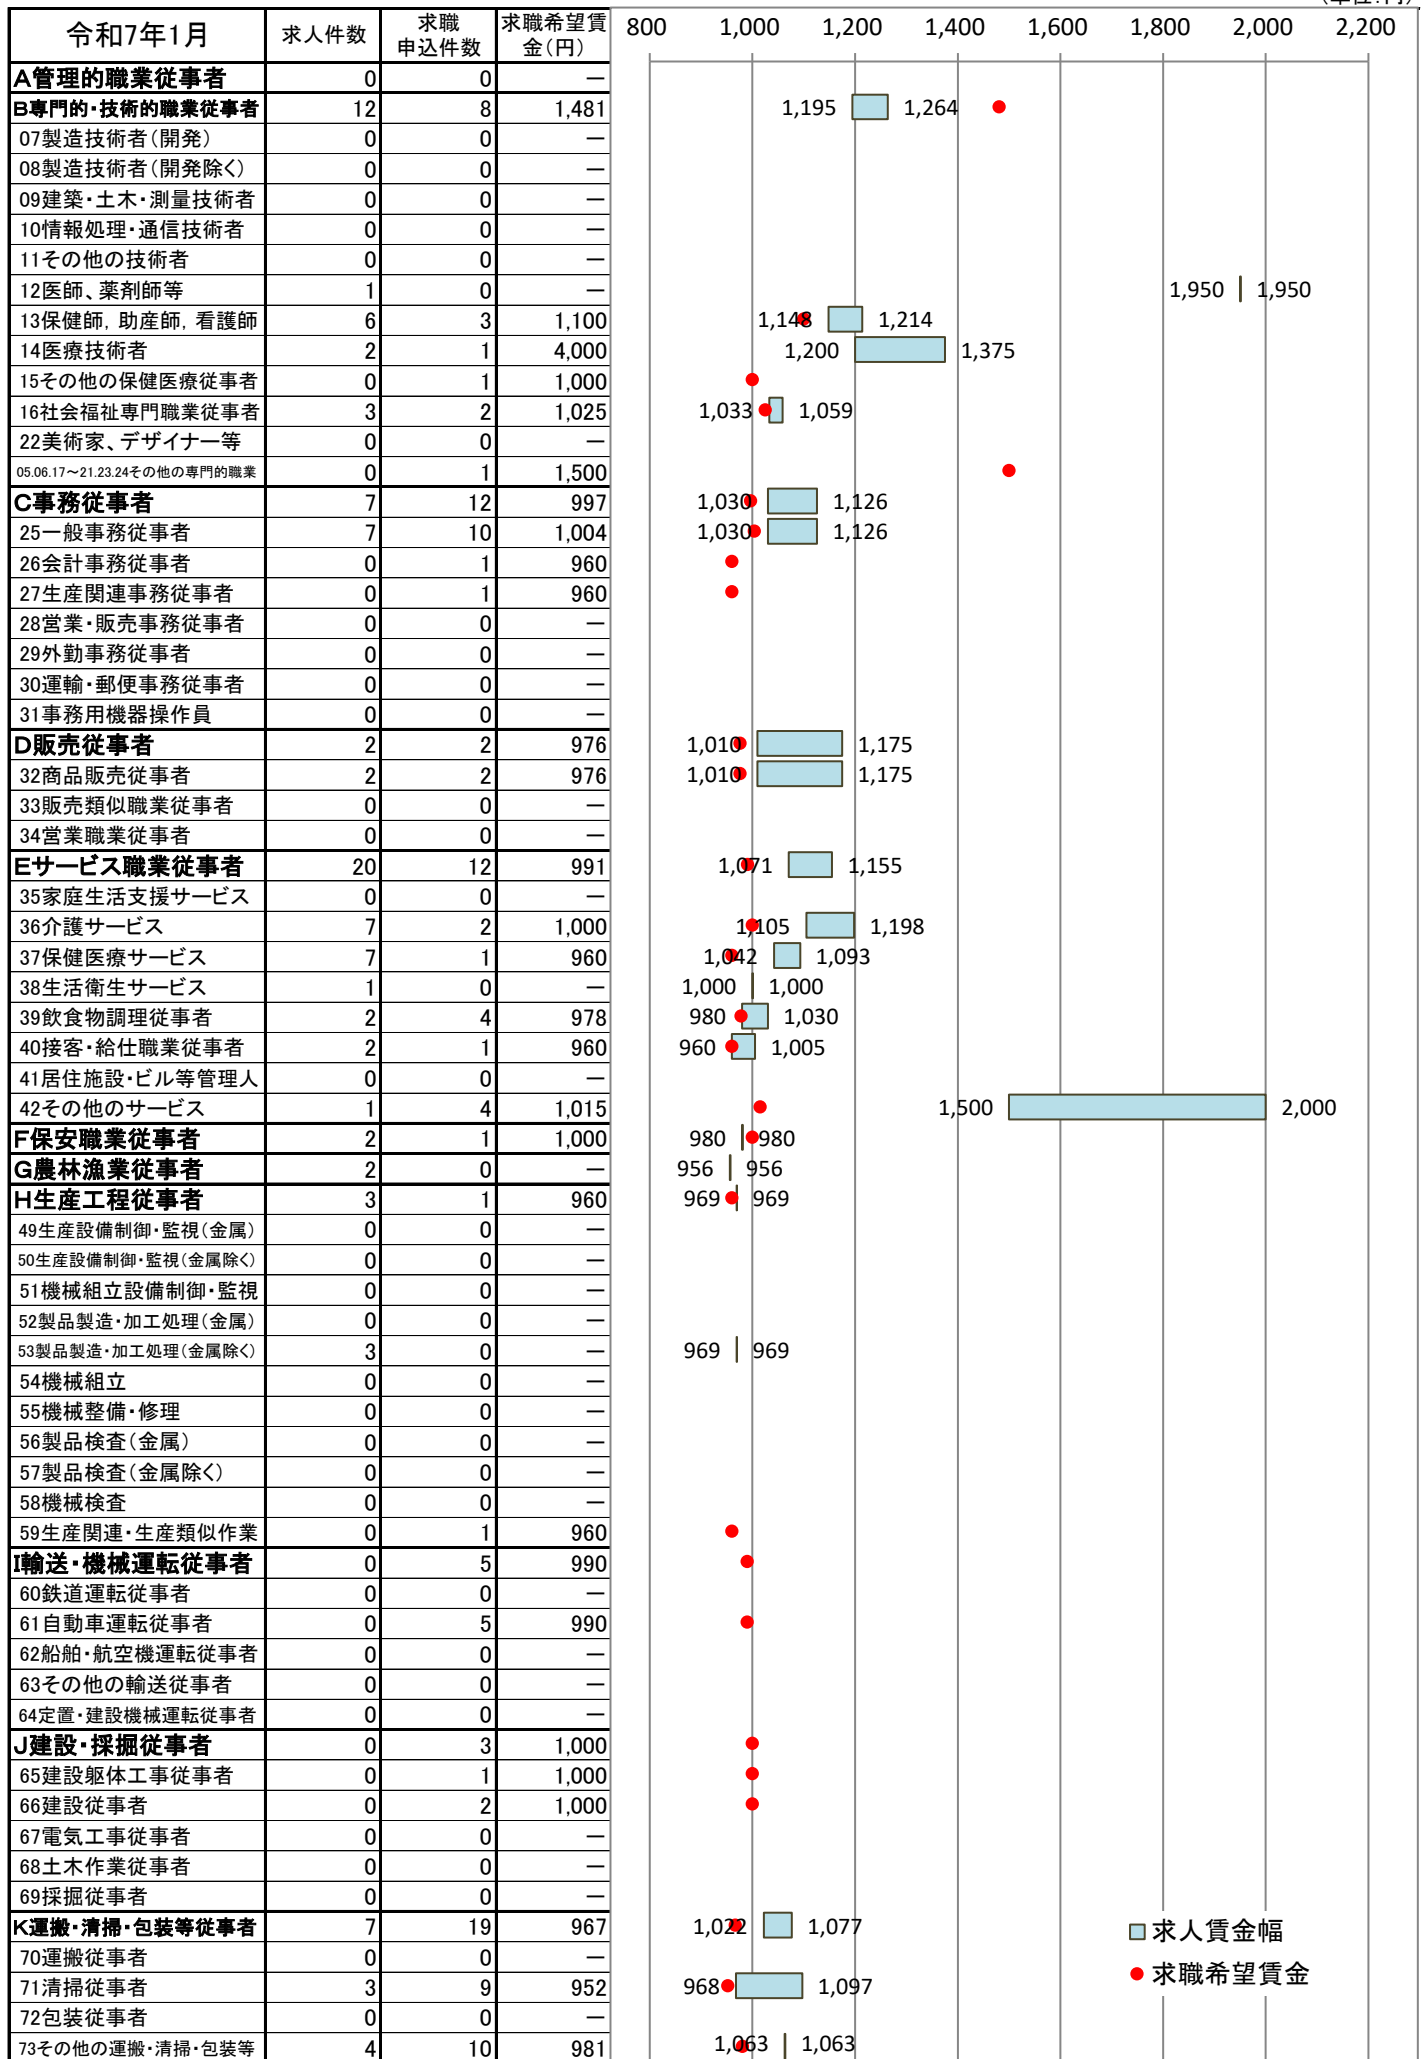 令和7年1月 求人件数 求職申込件数 求職希望賃金(円) 800 1,000 1,200 1,400 1,600 1,800 2,000 2,200
A管理的職業従事者 0 0 －
B専門的・技術的職業従事者 12 8 1,481 1,195 1,264
07製造技術者(開発) 0 0 －
08製造技術者(開発除く) 0 0 －
09建築・土木・測量技術者 0 0 －
10情報処理・通信技術者 0 0 －
11その他の技術者 0 0 －
12医師、薬剤師等 1 0 － 1,950 1,950
13保健師, 助産師, 看護師 6 3 1,100 1,148 1,214
14医療技術者 2 1 4,000 1,200 1,375
15その他の保健医療従事者 0 1 1,000
16社会福祉専門職業従事者 3 2 1,025 1,033 1,059
22美術家、デザイナー等 0 0 －
05.06.17～21.23.24その他の専門的職業 0 1 1,500
C事務従事者 7 12 997 1,030 1,126
25一般事務従事者 7 10 1,004 1,030 1,126
26会計事務従事者 0 1 960
27生産関連事務従事者 0 1 960
28営業・販売事務従事者 0 0 －
29外勤事務従事者 0 0 －
30運輸・郵便事務従事者 0 0 －
31事務用機器操作員 0 0 －
D販売従事者 2 2 976 1,010 1,175
32商品販売従事者 2 2 976 1,010 1,175
33販売類似職業従事者 0 0 －
34営業職業従事者 0 0 －
Eサービス職業従事者 20 12 991 1,071 1,155
35家庭生活支援サービス 0 0 －
36介護サービス 7 2 1,000 1,105 1,198
37保健医療サービス 7 1 960 1,042 1,093
38生活衛生サービス 1 0 － 1,000 1,000
39飲食物調理従事者 2 4 978 980 1,030
40接客・給仕職業従事者 2 1 960 960 1,005
41居住施設・ビル等管理人 0 0 －
42その他のサービス 1 4 1,015 1,500 2,000
F保安職業従事者 2 1 1,000 980 980
G農林漁業従事者 2 0 － 956 956
H生産工程従事者 3 1 960 969 969
49生産設備制御・監視(金属) 0 0 －
50生産設備制御・監視(金属除く) 0 0 －
51機械組立設備制御・監視 0 0 －
52製品製造・加工処理(金属) 0 0 －
53製品製造・加工処理(金属除く) 3 0 － 969 969
54機械組立 0 0 －
55機械整備・修理 0 0 －
56製品検査(金属) 0 0 －
57製品検査(金属除く) 0 0 －
58機械検査 0 0 －
59生産関連・生産類似作業 0 1 960
I輸送・機械運転従事者 0 5 990
60鉄道運転従事者 0 0 －
61自動車運転従事者 0 5 990
62船舶・航空機運転従事者 0 0 －
63その他の輸送従事者 0 0 －
64定置・建設機械運転従事者 0 0 －
J建設・採掘従事者 0 3 1,000
65建設躯体工事従事者 0 1 1,000
66建設従事者 0 2 1,000
67電気工事従事者 0 0 －
68土木作業従事者 0 0 －
69採掘従事者 0 0 －
K運搬・清掃・包装等従事者 7 19 967 1,022 1,077 求人賃金幅
70運搬従事者 0 0 －
71清掃従事者 3 9 952 968 1,097 求職希望賃金
72包装従事者 0 0 －
73その他の運搬・清掃・包装等 4 10 981 1,063 1,063